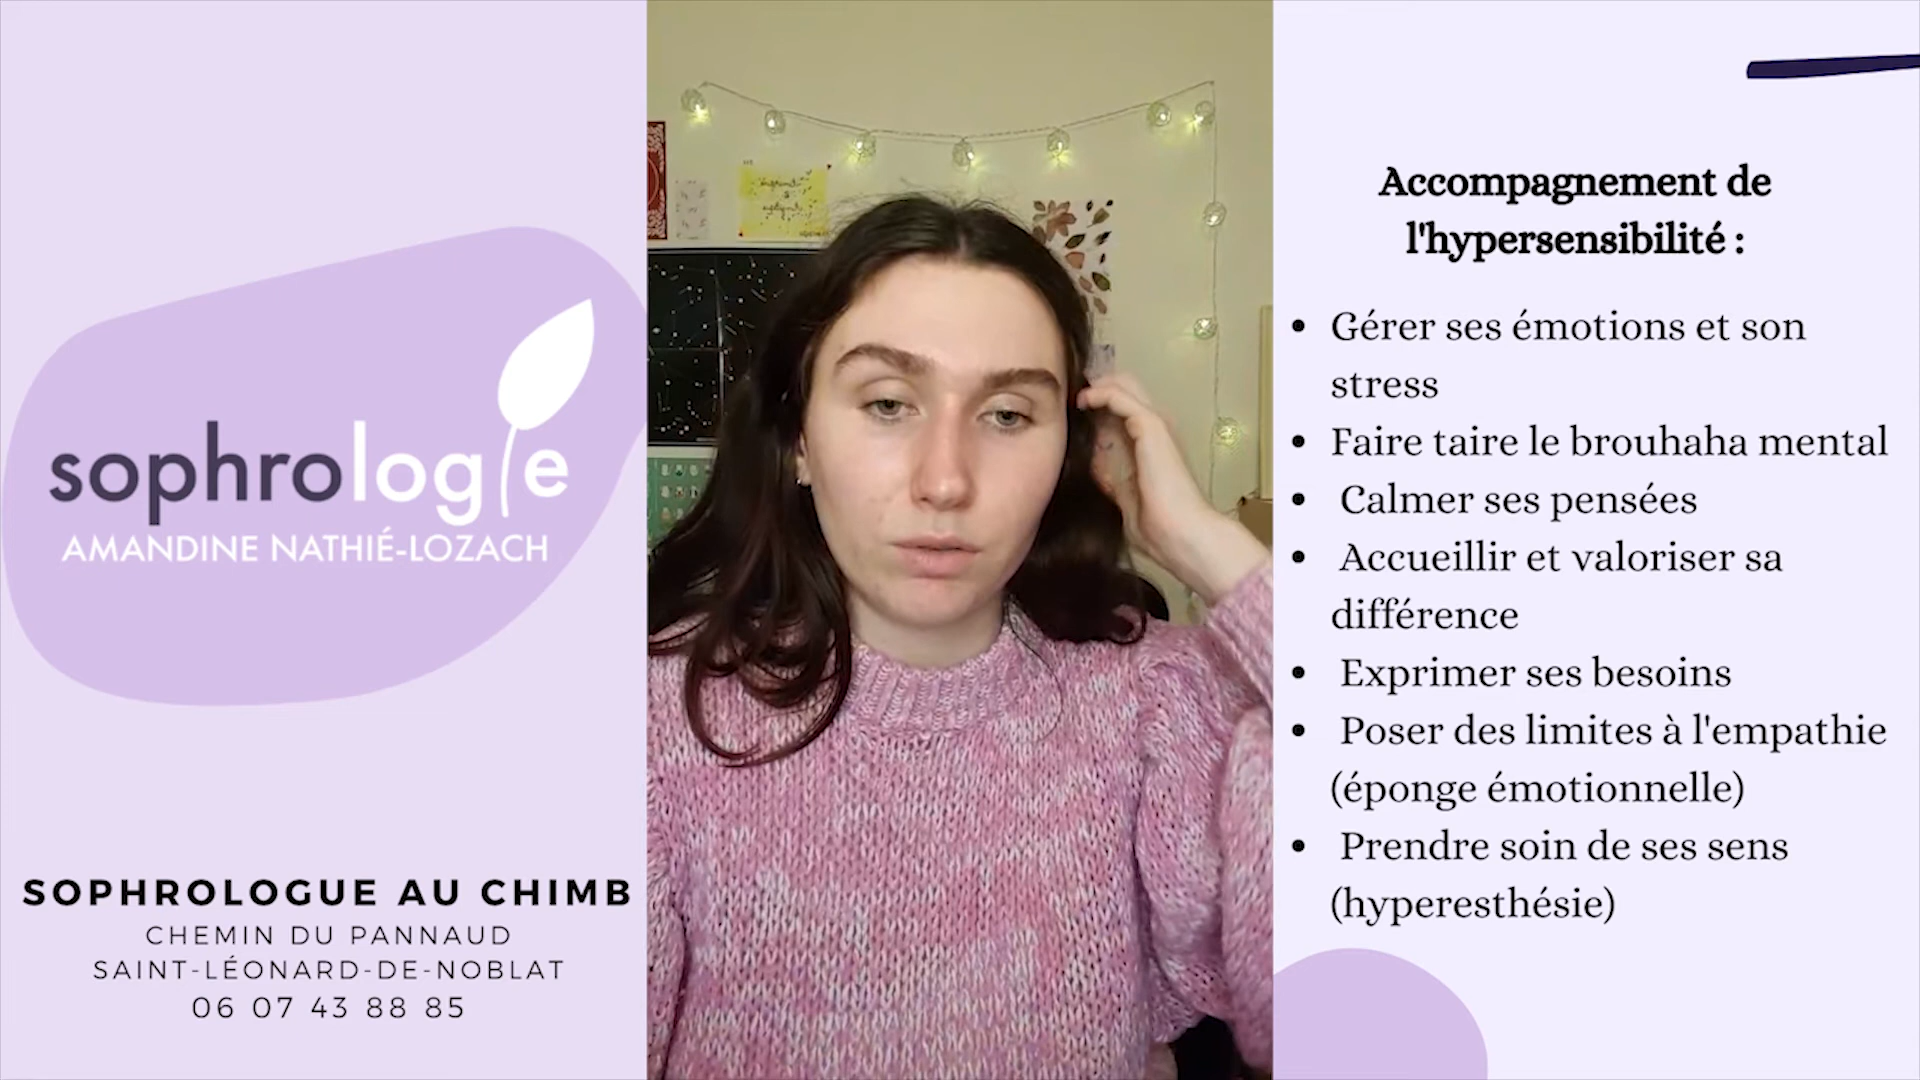 sophrologie
AMANDINE NATHIÉ-LOZACH
SOPHROLOGUE AU CHIMB
CHEMIN DU PANNAUD
SAINT-LÉONARD-DE-NOBLAT
06 07 43 88 85
Accompagnement de
l'hypersensibilité :
• Gérer ses émotions et son
stress
• Faire taire le brouhaha mental
• Calmer ses pensées
• Accueillir et valoriser sa
différence
• Exprimer ses besoins
• Poser des limites à l'empathie
(éponge émotionnelle)
• Prendre soin de ses sens
(hyperesthésie)